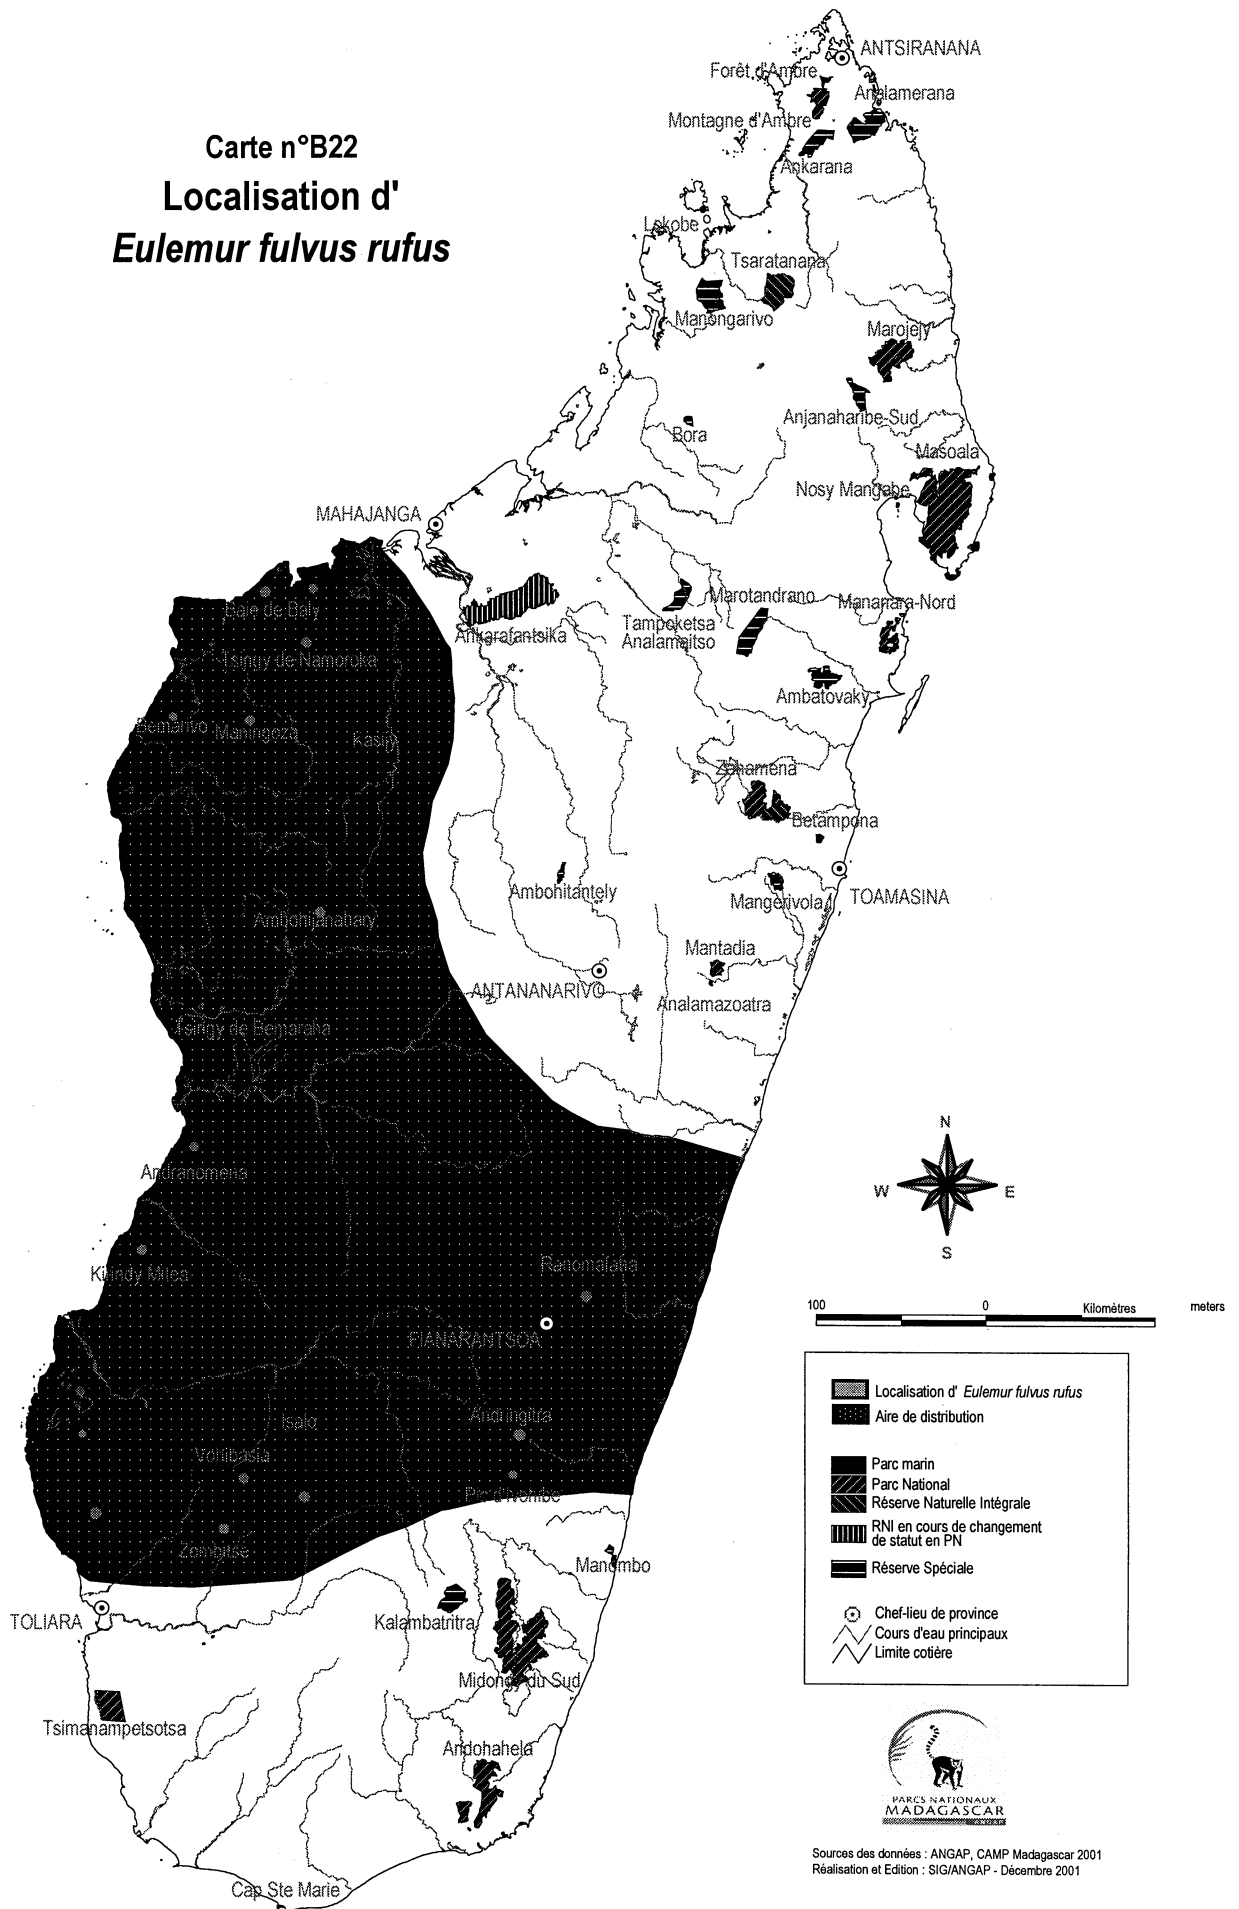 ANTSIRANANA
Forêt d'Ambre
Analamerana
Montagne d'Ambre
Carte n°B22
Ankarana
Localisation d'
Lokobe
Eulemur fulvus rufus
Tsaratanana
Manongarivo
Marojejy
Anjanaharibe-Sud
Bora
Masoala
Nosy Mangabe
MAHAJANGA
Marotandrano
Mananara-Nord
Baie de Baly
Tampoketsa
Analamaitso
Ankarafantsika
Tsingy de Namoroka
Ambatovaky
Bemarivo
Maningoza
Kasijy
Zahamena
Betampona
Ambohitantely
TOAMASINA
Mangerivola
Ambohijanahary
Mantadia
ANTANANARIVO
Analamazoatra
Tsingy de Bemaraha
N
W
E
S
Andranomena
Ranomafana
Kirindy Mitea
100
0
Kilomètres
meters
FIANARANTSOA
Localisation d' Eulemur fulvus rufus
Aire de distribution
Andringitra
Isalo
Vohibasia
Parc marin
Parc National
Réserve Naturelle Intégrale
Pic d'Ivohibe
RNI en cours de changement
de statut en PN
Zombitse
Manombo
Réserve Spéciale
TOLIARA
Kalambatritra
Chef-lieu de province
Cours d'eau principaux
Limite cotière
Midongy du Sud
Tsimanampetsotsa
Andohahela
PARCS NATIONAUX
MADAGASCAR
Sources des données : ANGAP, CAMP Madagascar 2001
Réalisation et Edition : SIG/ANGAP - Décembre 2001
Cap Ste Marie